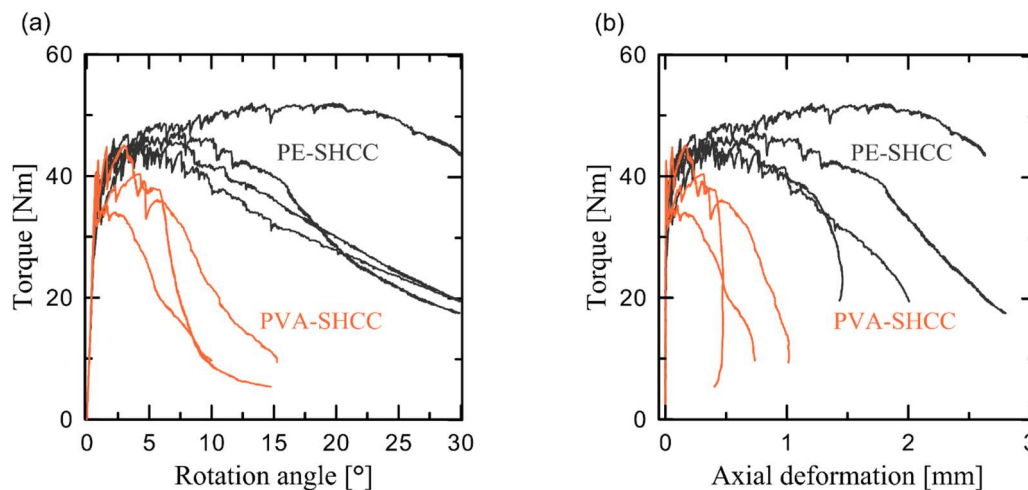 (a)
60
40
20
0
Torque [Nm]
PE-SHCC
PVA-SHCC
0 5 10 15 20 25 30
Rotation angle [°]
(b)
60
40
20
0
Torque [Nm]
PE-SHCC
PVA-SHCC
0 1 2 3
Axial deformation [mm]